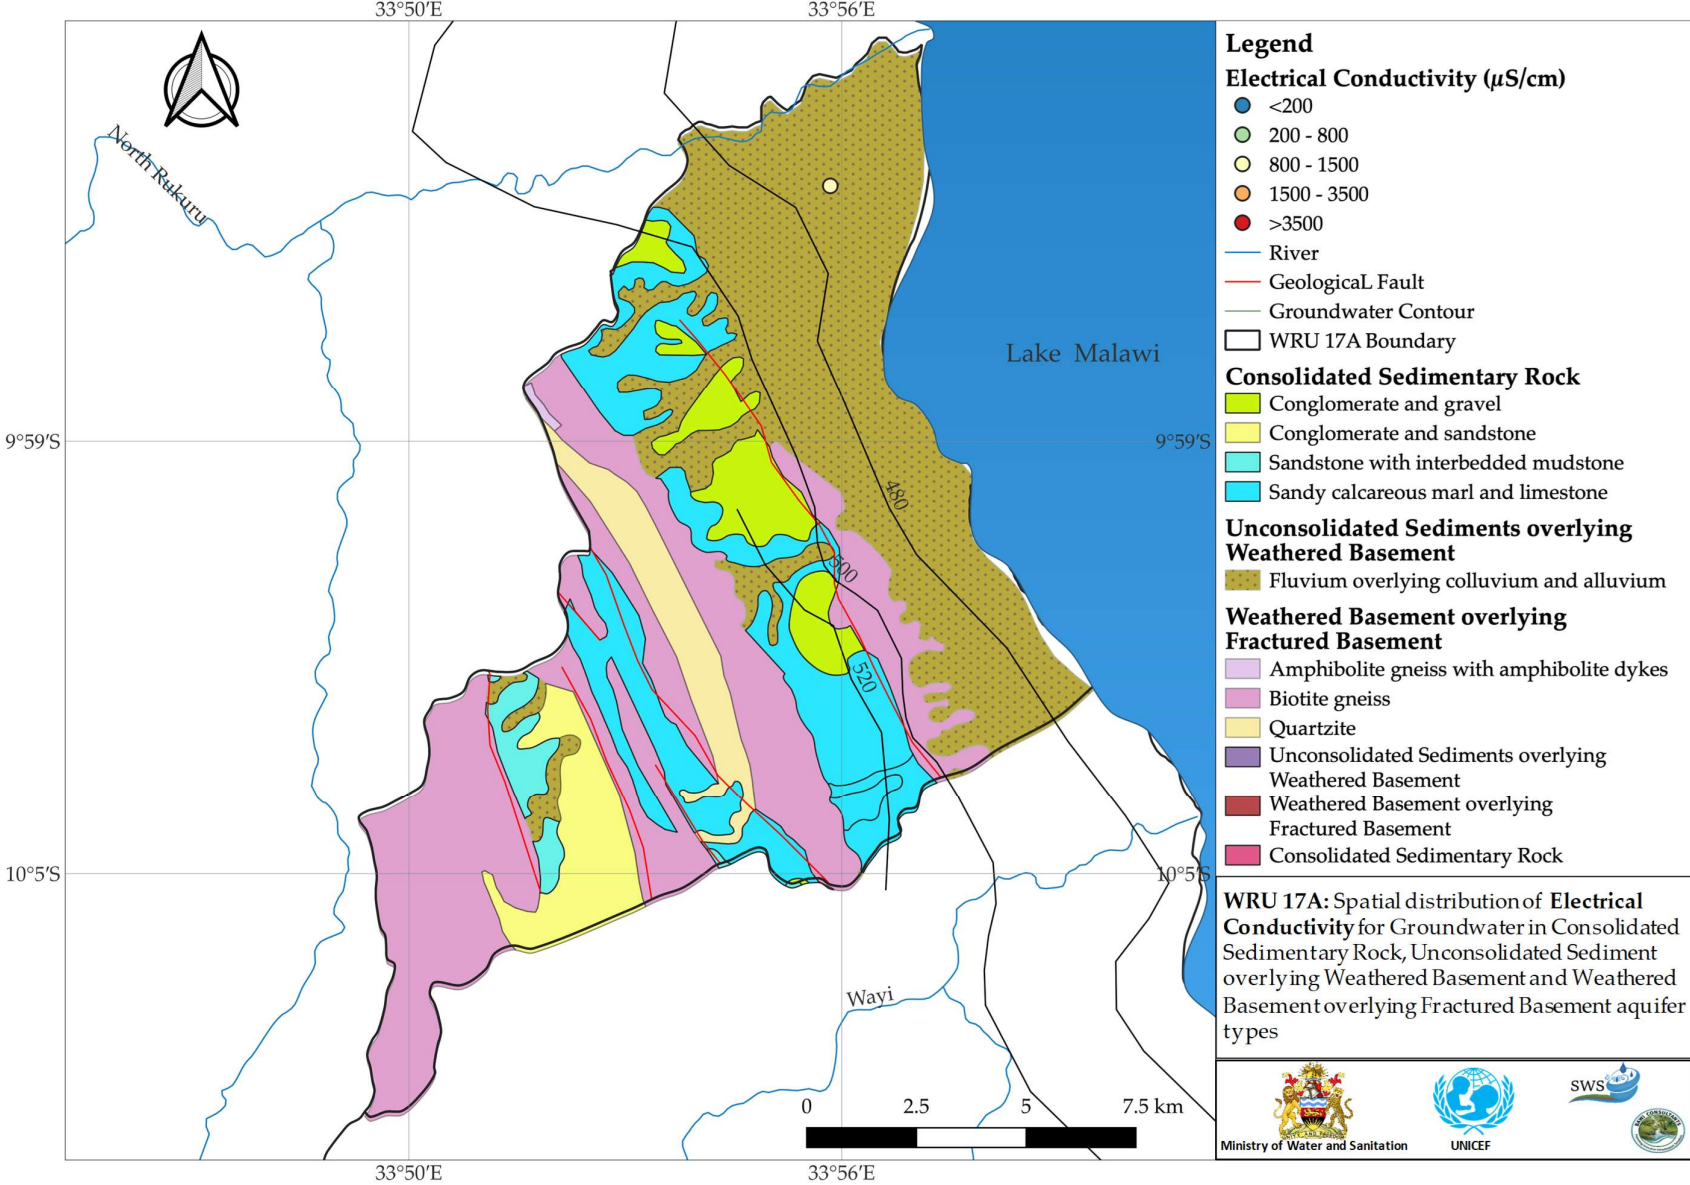 33°50′E
33°56′E
North Rukuru
Lake Malawi
9°59′S
9°59′S
480
500
520
10°5′S
10°5′S
Wayi
0 2.5 5 7.5 km
33°50′E
33°56′E
Legend
Electrical Conductivity (μS/cm)
<200
200 - 800
800 - 1500
1500 - 3500
>3500
River
GeologicaL Fault
Groundwater Contour
WRU 17A Boundary
Consolidated Sedimentary Rock
Conglomerate and gravel
Conglomerate and sandstone
Sandstone with interbedded mudstone
Sandy calcareous marl and limestone
Unconsolidated Sediments overlying
Weathered Basement
Fluvium overlying colluvium and alluvium
Weathered Basement overlying
Fractured Basement
Amphibolite gneiss with amphibolite dykes
Biotite gneiss
Quartzite
Unconsolidated Sediments overlying
Weathered Basement
Weathered Basement overlying
Fractured Basement
Consolidated Sedimentary Rock
WRU 17A: Spatial distribution of Electrical
Conductivity for Groundwater in Consolidated
Sedimentary Rock, Unconsolidated Sediment
overlying Weathered Basement and Weathered
Basement overlying Fractured Basement aquifer
types
SWS
Ministry of Water and Sanitation
UNICEF